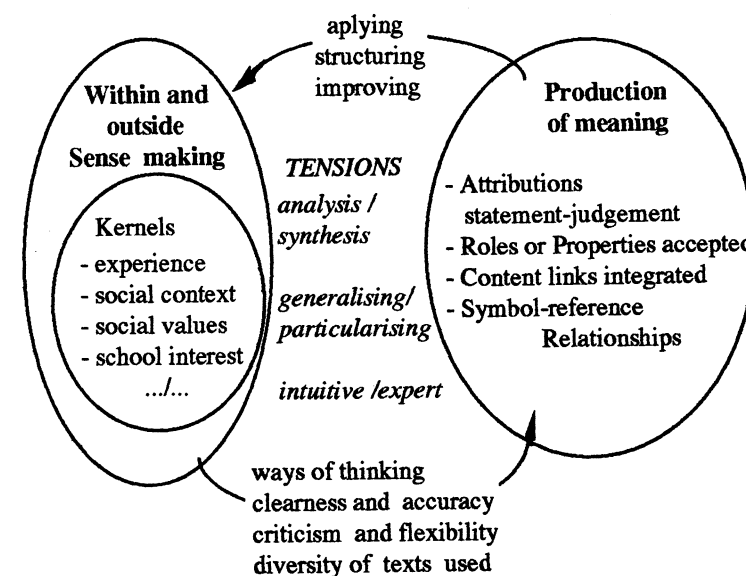 aplying
structuring
improving
Within and
outside
Sense making
Kernels
- experience
- social context
- social values
- school interest
.../...
TENSIONS
analysis /
synthesis
generalising/
particularising
intuitive /expert
Production
of meaning
- Attributions
statement-judgement
- Roles or Properties accepted
- Content links integrated
- Symbol-reference
Relationships
ways of thinking
clearness and accuracy
criticism and flexibility
diversity of texts used